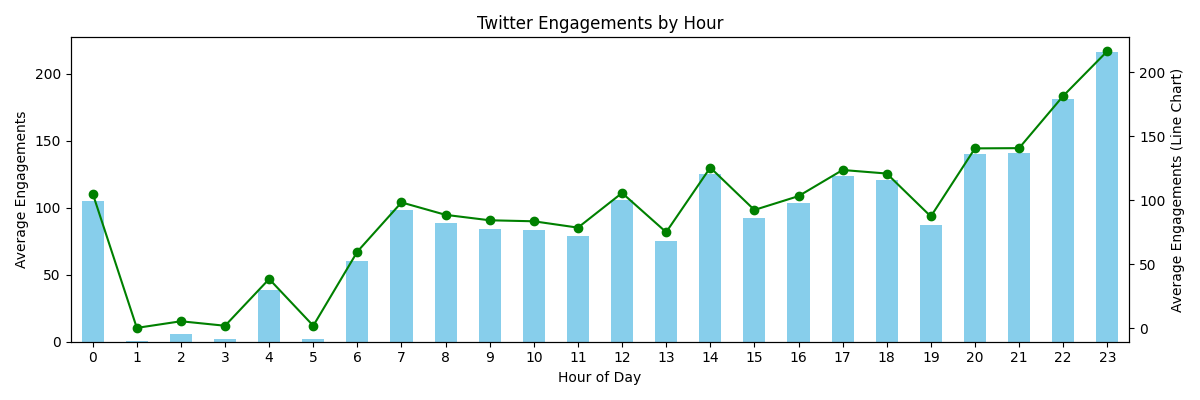 Twitter Engagements by Hour
Average Engagements
200
150
100
50
0
200
150
100
50
0
Average Engagements (Line Chart)
0 1 2 3 4 5 6 7 8 9 10 11 12 13 14 15 16 17 18 19 20 21 22 23
Hour of Day